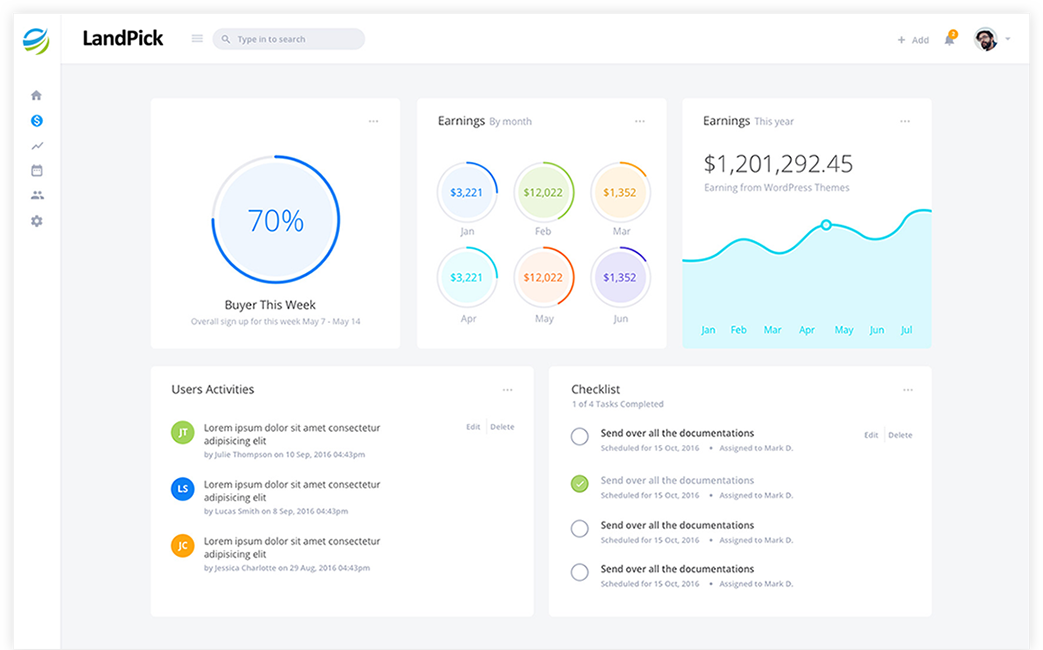 LandPick
Type in to search
Add
2
70%
Buyer This Week
Overall sign up for this week May 7 - May 14
Earnings By month
$3,221
$12,022
$1,352
Jan
Feb
Mar
$3,221
$12,022
$1,352
Apr
May
Jun
Earnings This year
$1,201,292.45
Earning from WordPress Themes
Jan Feb Mar Apr May Jun Jul
Users Activities
JT
Lorem ipsum dolor sit amet consectetur
adipisicing elit
by Julie Thompson on 10 Sep, 2016 04:43pm
Edit Delete
LS
Lorem ipsum dolor sit amet consectetur
adipisicing elit
by Lucas Smith on 8 Sep, 2016 04:43pm
JC
Lorem ipsum dolor sit amet consectetur
adipisicing elit
by Jessica Charlotte on 29 Aug, 2016 04:43pm
Checklist
1 of 4 Tasks Completed
Send over all the documentations
Scheduled for 15 Oct, 2016 • Assigned to Mark D.
Edit Delete
Send over all the documentations
Scheduled for 15 Oct, 2016 • Assigned to Mark D.
Send over all the documentations
Scheduled for 15 Oct, 2016 • Assigned to Mark D.
Send over all the documentations
Scheduled for 15 Oct, 2016 • Assigned to Mark D.